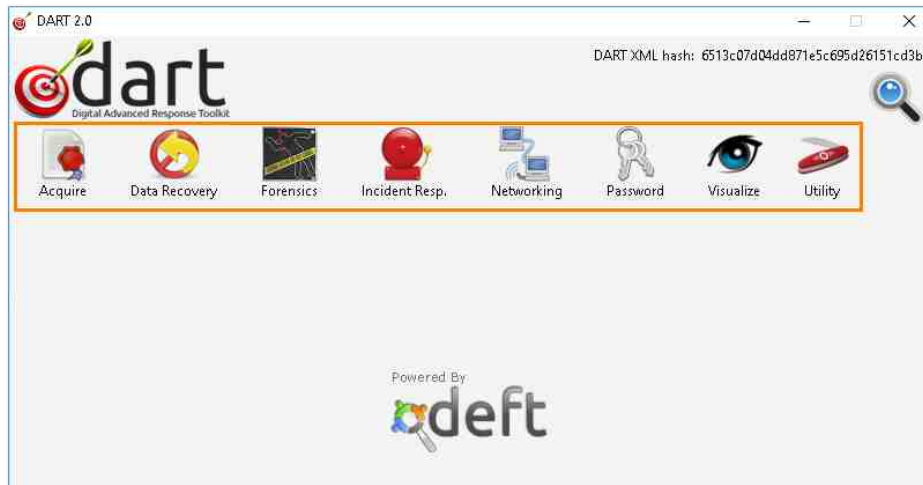 DART 2.0
DART XML hash: 6513c07d04dd871e5c695d26151cd3b
dart
Digital Advanced Response Toolkit
Acquire Data Recovery Forensics Incident Resp. Networking Password Visualize Utility
Powered By
deft